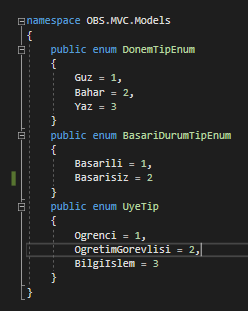 namespace OBS.MVC.Models
{
public enum DonemTipEnum
{
Guz = 1,
Bahar = 2,
Yaz = 3
}
public enum BasariDurumTipEnum
{
Basarili = 1,
Basarisiz = 2
}
public enum UyeTip
{
Ogrenci = 1,
OgretimGorevlisi = 2,
BilgiIslem = 3
}
}